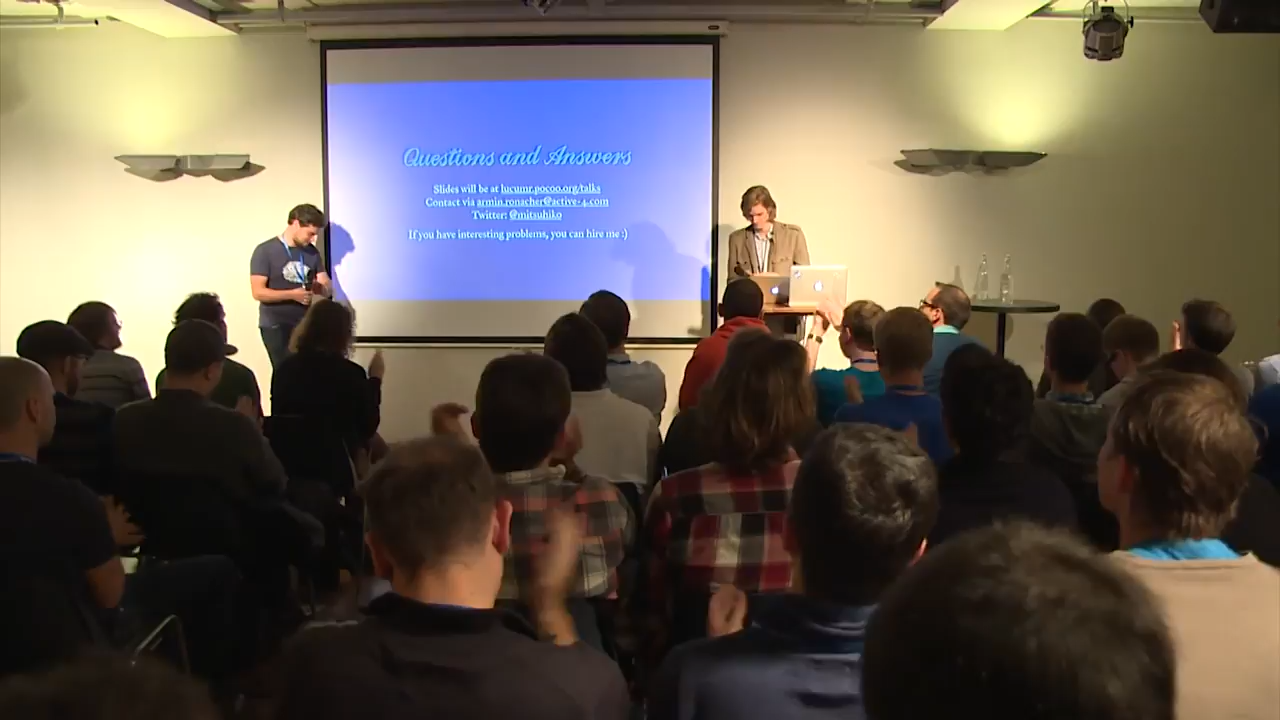 Questions and Answers
Slides will be at lucumr.pocoo.org/talks
Contact via armin.ronacher@active-4.com
Twitter: @mitsuhiko
If you have interesting problems, you can hire me :)